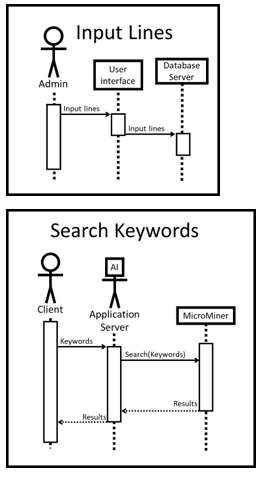 Input Lines
Admin
User
interface
Database
Server
Input lines
Input lines
Search Keywords
AI
Client
Application
Server
MicroMiner
Keywords
Search(Keywords)
Results
Results